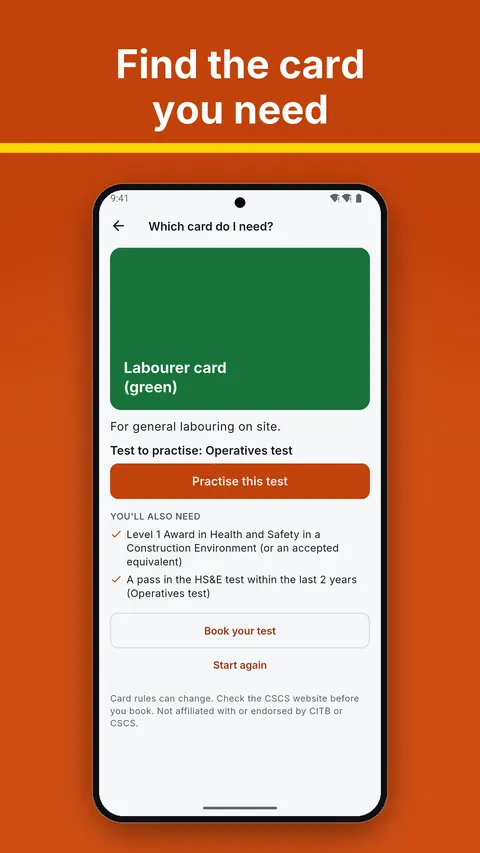 Find the card
you need
9:41
Which card do I need?
Labourer card
(green)
For general labouring on site.
Test to practise: Operatives test
Practise this test
YOU'LL ALSO NEED
Level 1 Award in Health and Safety in a
Construction Environment (or an accepted
equivalent)
A pass in the HS&E test within the last 2 years
(Operatives test)
Book your test
Start again
Card rules can change. Check the CSCS website before
you book. Not affiliated with or endorsed by CITB or
CSCS.